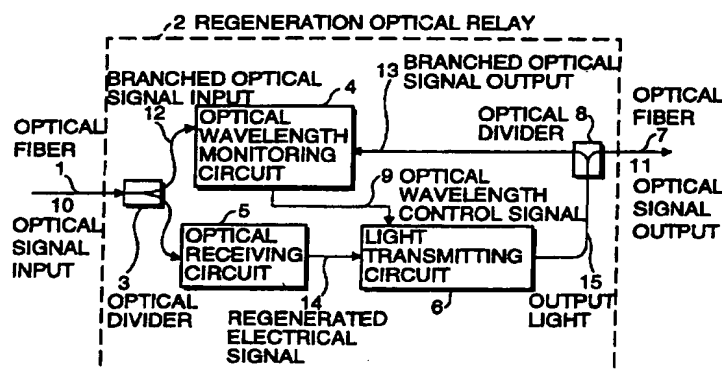 2 REGENERATION OPTICAL RELAY
BRANCHED OPTICAL
SIGNAL INPUT
12
4
OPTICAL
WAVELENGTH
MONITORING
CIRCUIT
13
BRANCHED OPTICAL
SIGNAL OUTPUT
OPTICAL
DIVIDER
8
OPTICAL
FIBER
7
11
OPTICAL
SIGNAL
OUTPUT
OPTICAL
FIBER
1
10
OPTICAL
SIGNAL
INPUT
3
OPTICAL
DIVIDER
9
OPTICAL
WAVELENGTH
CONTROL SIGNAL
5
OPTICAL
RECEIVING
CIRCUIT
14
REGENERATED
ELECTRICAL
SIGNAL
LIGHT
TRANSMITTING
CIRCUIT
6
15
OUTPUT
LIGHT